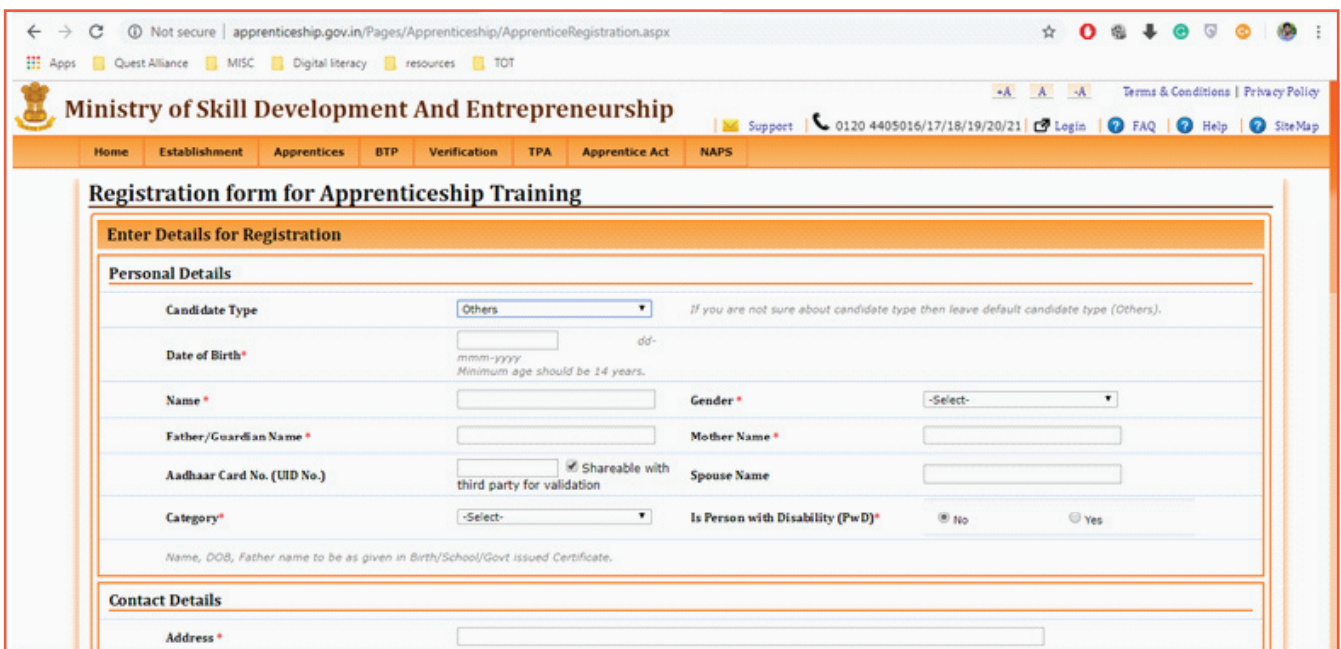 Not secure | apprenticeship.gov.in/Pages/Apprenticeship/ApprenticeRegistration.aspx
Apps Quest Alliance MISC Digital literacy resources TOT
+A A -A Terms & Conditions | Privacy Policy
Ministry of Skill Development And Entrepreneurship
| Support | 0120 4405016/17/18/19/20/21 | Login | FAQ | Help | SiteMap
Home Establishment Apprentices BTP Verification TPA Apprentice Act NAPS
Registration form for Apprenticeship Training
Enter Details for Registration
Personal Details
Candidate Type Others If you are not sure about candidate type then leave default candidate type (Others).
Date of Birth* dd-
mmm-yyyy
Minimum age should be 14 years.
Name * Gender * -Select-
Father/Guardian Name * Mother Name *
Aadhaar Card No. (UID No.) Shareable with
third party for validation Spouse Name
Category* -Select- Is Person with Disability (PwD)* No Yes
Name, DOB, Father name to be as given in Birth/School/Govt issued Certificate.
Contact Details
Address *